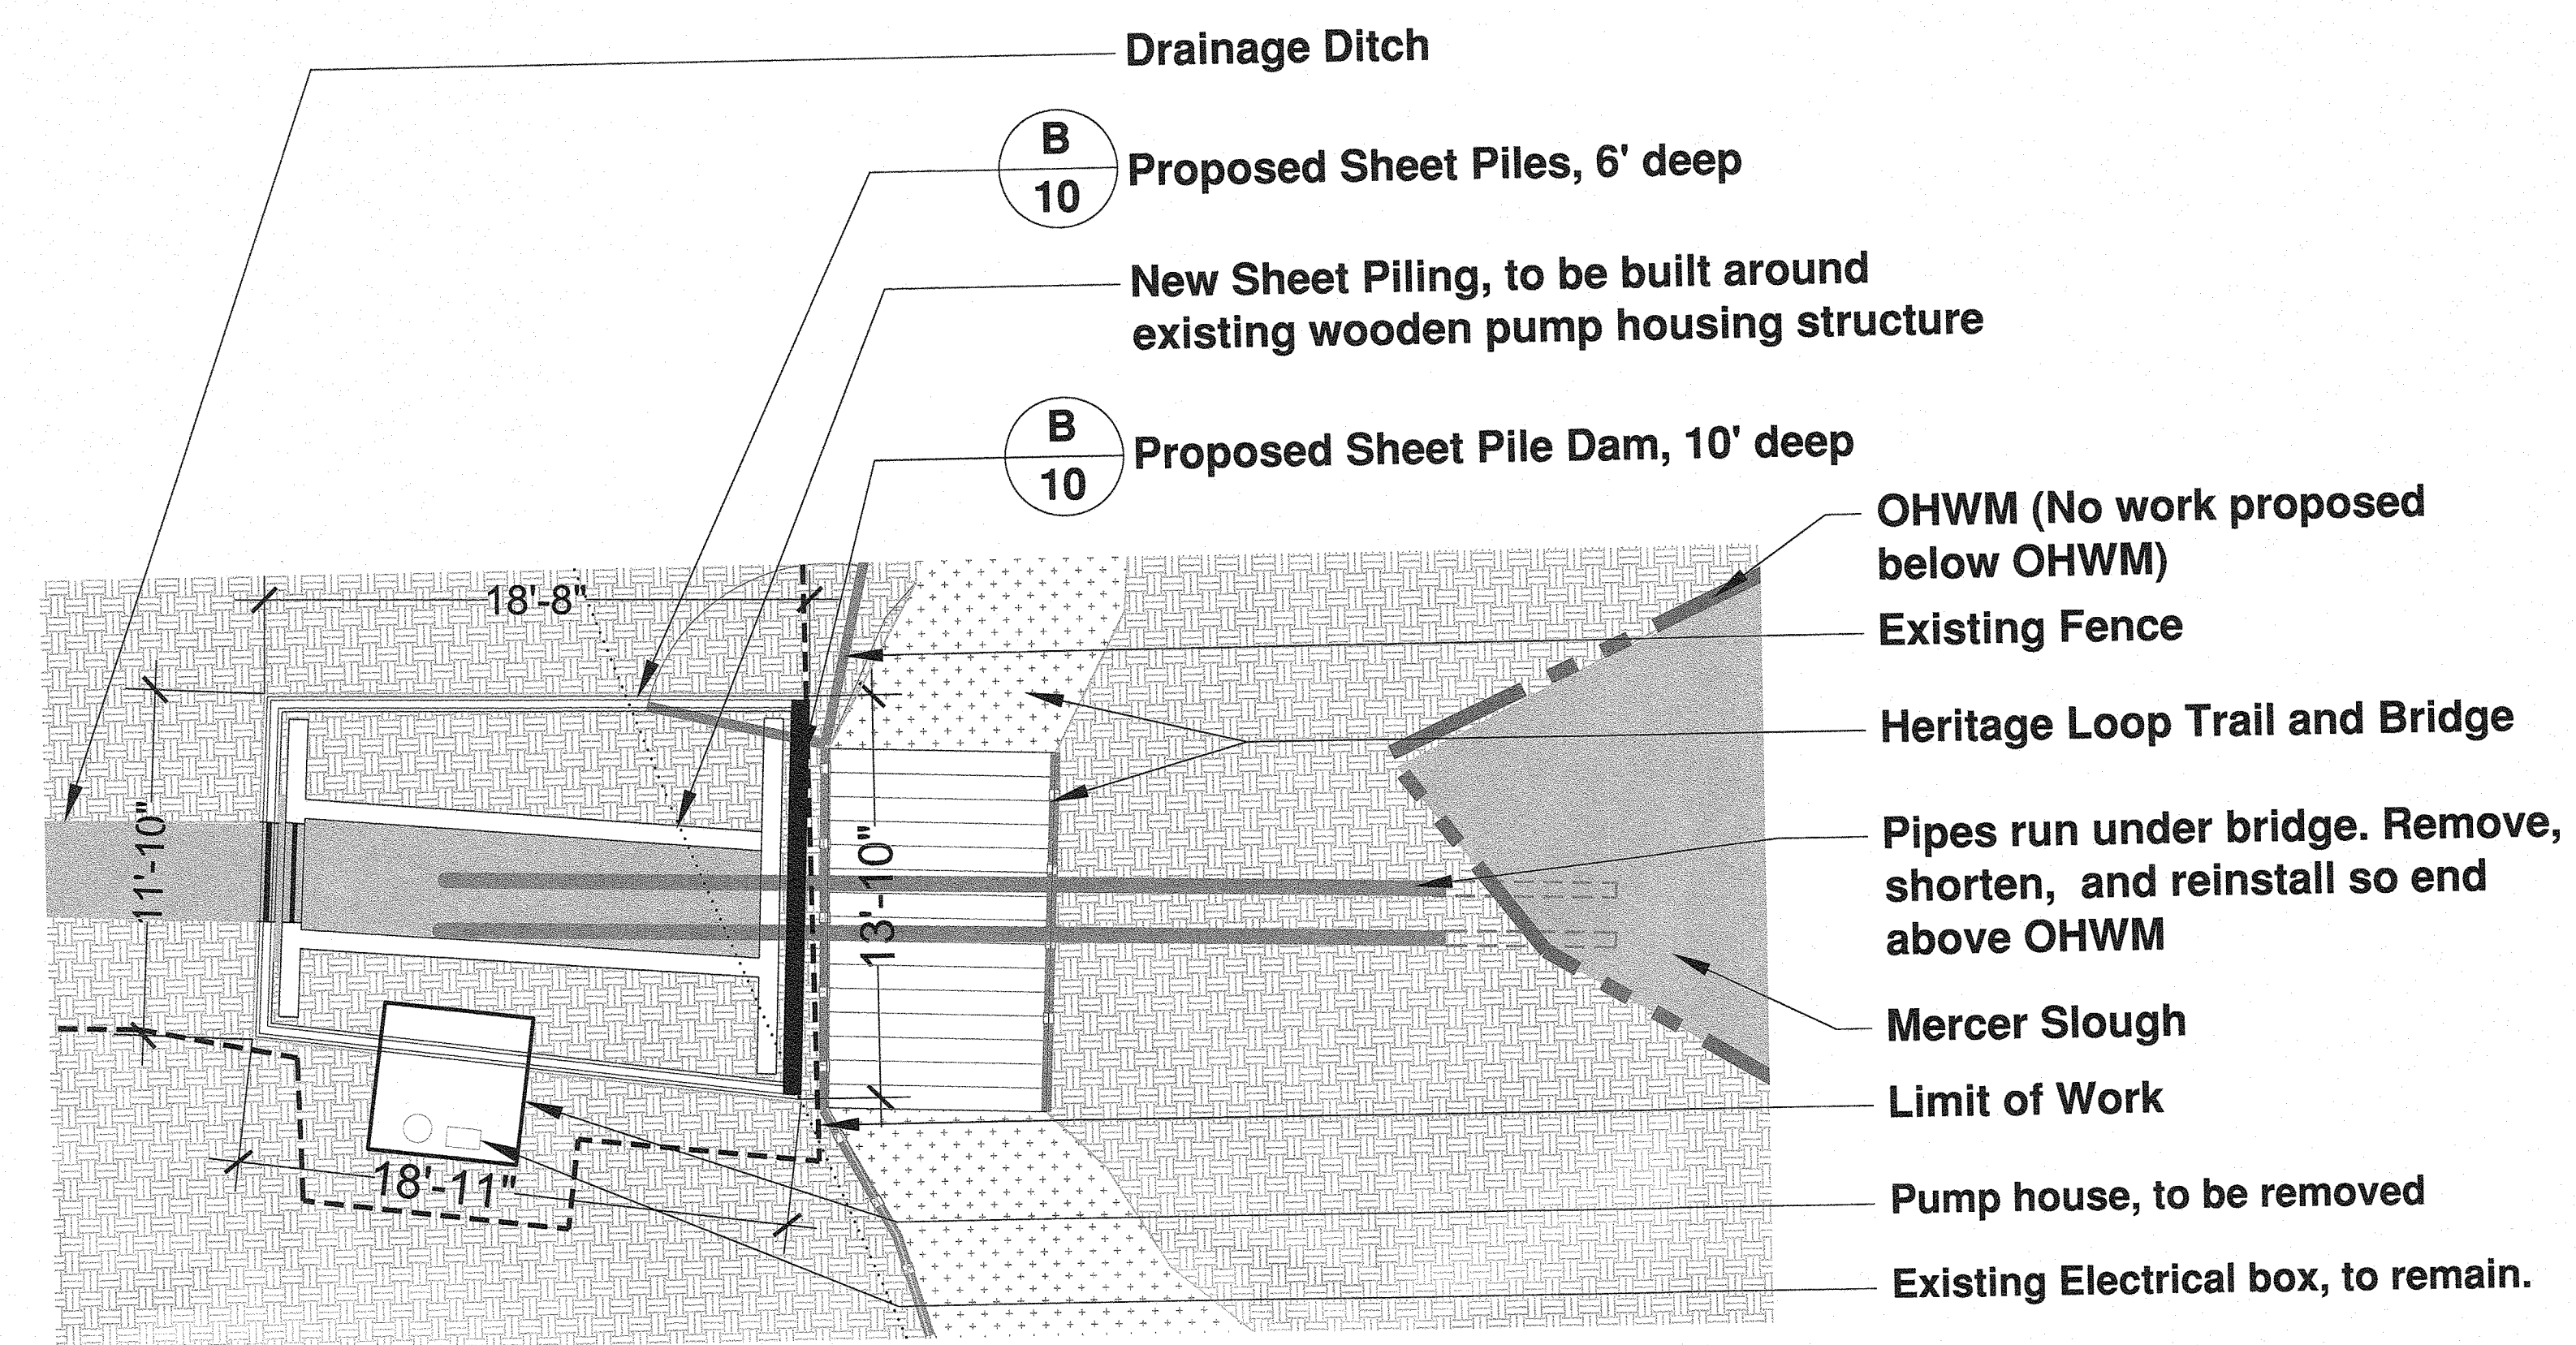 Drainage Ditch
B
10
Proposed Sheet Piles, 6' deep
New Sheet Piling, to be built around
existing wooden pump housing structure
B
10
Proposed Sheet Pile Dam, 10' deep
OHWM (No work proposed
below OHWM)
Existing Fence
Heritage Loop Trail and Bridge
Pipes run under bridge. Remove,
shorten, and reinstall so end
above OHWM
Mercer Slough
Limit of Work
Pump house, to be removed
Existing Electrical box, to remain.
18'-8"
11'-10"
13'-10"
18'-11"